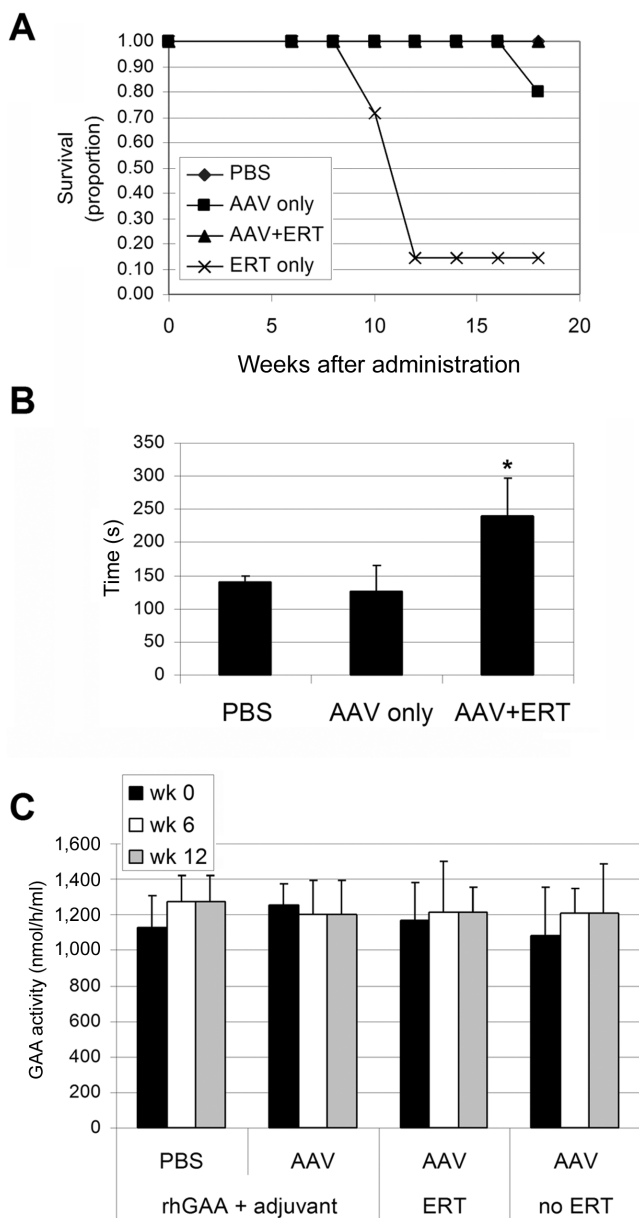 A
1.00
0.90
0.80
0.70
0.60
0.50
0.40
0.30
0.20
0.10
0.00
Survival
(proportion)
PBS
AAV only
AAV+ERT
ERT only
0 5 10 15 20
Weeks after administration
B
350
300
250
200
150
100
50
0
Time (s)
*
PBS AAV only AAV+ERT
C
wk 0
wk 6
wk 12
1,600
1,400
1,200
1,000
800
600
400
200
0
GAA activity (nmol/h/ml)
PBS AAV AAV AAV
rhGAA + adjuvant ERT no ERT